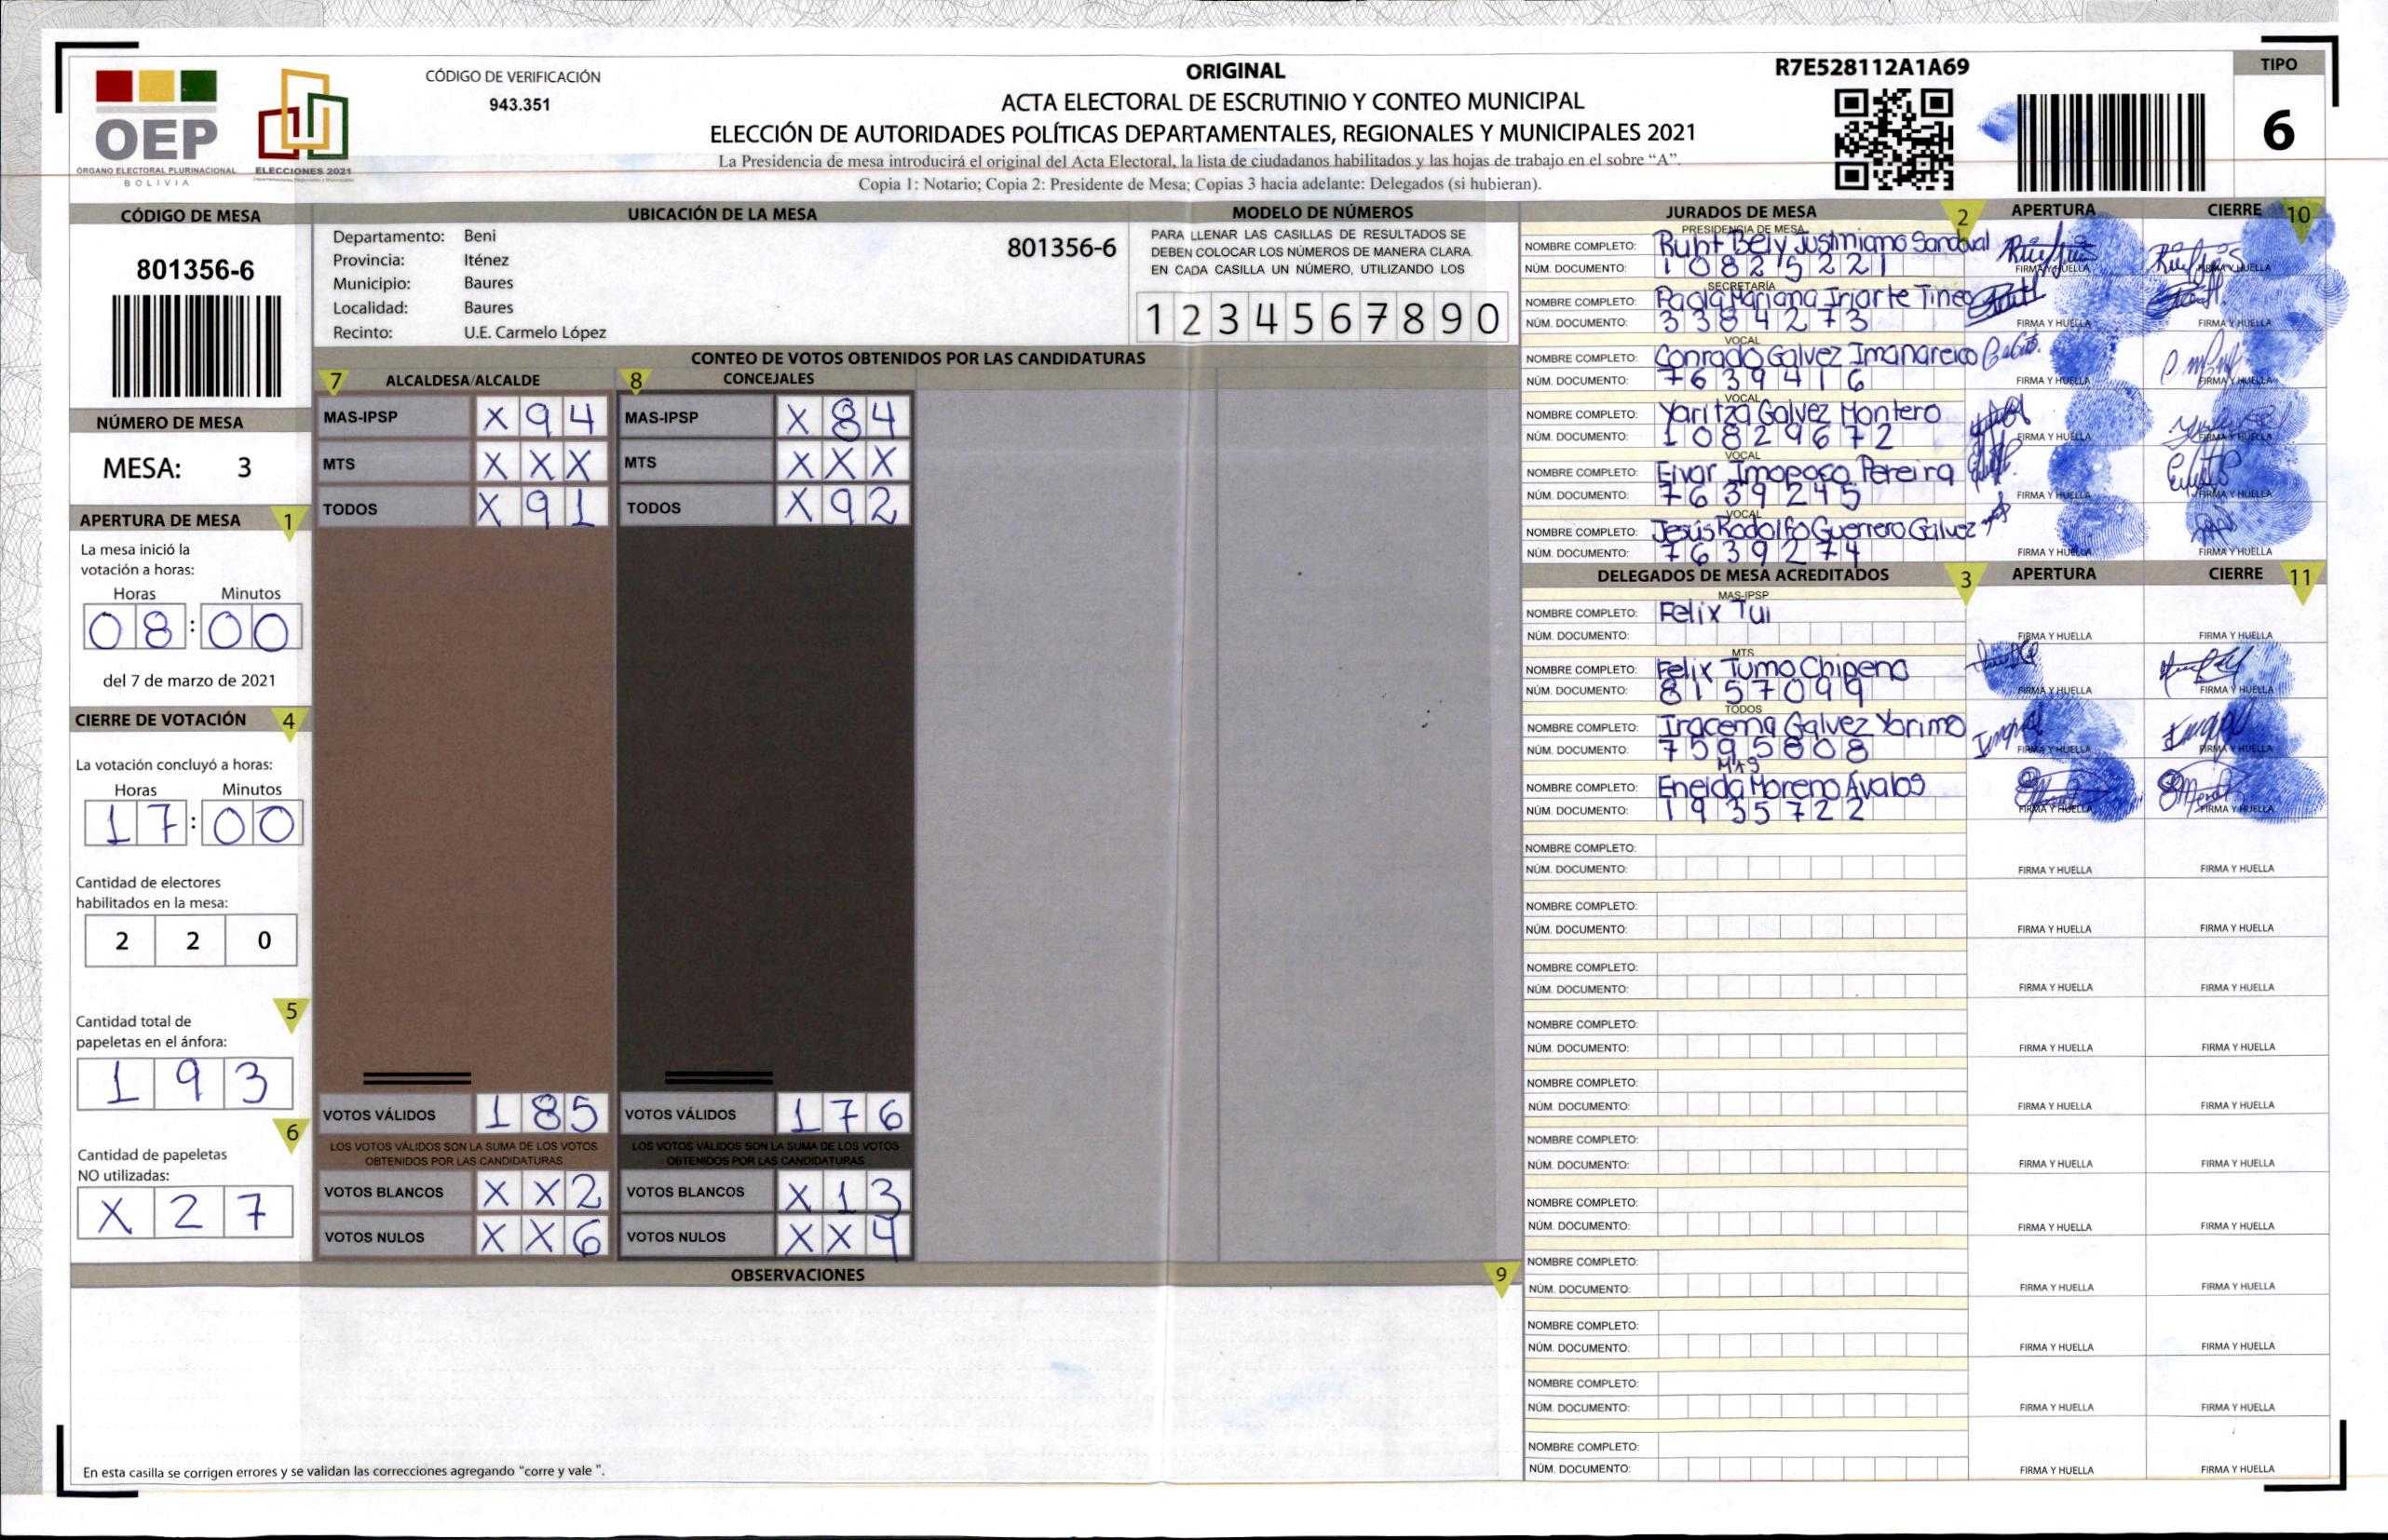 OEP
ÓRGANO ELECTORAL PLURINACIONAL
BOLIVIA
ELECCIONES 2021
CÓDIGO DE VERIFICACIÓN
943.351
ORIGINAL
ACTA ELECTORAL DE ESCRUTINIO Y CONTEO MUNICIPAL
ELECCIÓN DE AUTORIDADES POLÍTICAS DEPARTAMENTALES, REGIONALES Y MUNICIPALES 2021
La Presidencia de mesa introducirá el original del Acta Electoral, la lista de ciudadanos habilitados y las hojas de trabajo en el sobre “A”.
Copia 1: Notario; Copia 2: Presidente de Mesa; Copias 3 hacia adelante: Delegados (si hubieran).
R7E528112A1A69
TIPO
6
CÓDIGO DE MESA
801356-6
NÚMERO DE MESA
MESA: 3
APERTURA DE MESA 1
La mesa inició la
votación a horas:
Horas Minutos
08:00
del 7 de marzo de 2021
CIERRE DE VOTACIÓN 4
La votación concluyó a horas:
Horas Minutos
17:00
Cantidad de electores
habilitados en la mesa:
2 2 0
5
Cantidad total de
papeletas en el ánfora:
1 9 3
6
Cantidad de papeletas
NO utilizadas:
X 2 7
UBICACIÓN DE LA MESA
Departamento: Beni
Provincia: Iténez
Municipio: Baures
Localidad: Baures
Recinto: U.E. Carmelo López
801356-6
MODELO DE NÚMEROS
PARA LLENAR LAS CASILLAS DE RESULTADOS SE
DEBEN COLOCAR LOS NÚMEROS DE MANERA CLARA.
EN CADA CASILLA UN NÚMERO, UTILIZANDO LOS
1 2 3 4 5 6 7 8 9 0
CONTEO DE VOTOS OBTENIDOS POR LAS CANDIDATURAS
7 ALCALDESA/ALCALDE
MAS-IPSP X 9 4
MTS X X X
TODOS X 9 1
VOTOS VÁLIDOS 1 8 5
LOS VOTOS VÁLIDOS SON LA SUMA DE LOS VOTOS
OBTENIDOS POR LAS CANDIDATURAS
VOTOS BLANCOS X X 2
VOTOS NULOS X X 6
8 CONCEJALES
MAS-IPSP X 8 4
MTS X X X
TODOS X 9 2
VOTOS VÁLIDOS 1 7 6
LOS VOTOS VÁLIDOS SON LA SUMA DE LOS VOTOS
OBTENIDOS POR LAS CANDIDATURAS
VOTOS BLANCOS X 1 3
VOTOS NULOS X X 4
OBSERVACIONES 9
En esta casilla se corrigen errores y se validan las correcciones agregando “corre y vale ”.
JURADOS DE MESA 2 APERTURA CIERRE 10
PRESIDENCIA DE MESA
NOMBRE COMPLETO: Ruht Bely Justiniano Sandoval
NÚM. DOCUMENTO: 10825221 FIRMA Y HUELLA FIRMA Y HUELLA
SECRETARÍA
NOMBRE COMPLETO: Paola Mariana Iriarte Tineo
NÚM. DOCUMENTO: 3384273 FIRMA Y HUELLA FIRMA Y HUELLA
VOCAL
NOMBRE COMPLETO: Conrado Galvez Imanareico
NÚM. DOCUMENTO: 7639416 FIRMA Y HUELLA FIRMA Y HUELLA
VOCAL
NOMBRE COMPLETO: Yaritza Galvez Montero
NÚM. DOCUMENTO: 10829672 FIRMA Y HUELLA FIRMA Y HUELLA
VOCAL
NOMBRE COMPLETO: Eivar Imopoco Pereira
NÚM. DOCUMENTO: 7639245 FIRMA Y HUELLA FIRMA Y HUELLA
VOCAL
NOMBRE COMPLETO: Jesús Rodolfo Guerrero Galvez
NÚM. DOCUMENTO: 7639274 FIRMA Y HUELLA FIRMA Y HUELLA
DELEGADOS DE MESA ACREDITADOS 3 APERTURA CIERRE 11
MAS-IPSP
NOMBRE COMPLETO: Felix Tui
NÚM. DOCUMENTO: FIRMA Y HUELLA FIRMA Y HUELLA
MTS
NOMBRE COMPLETO: Felix Tumo Chipeno
NÚM. DOCUMENTO: 8157099 FIRMA Y HUELLA FIRMA Y HUELLA
TODOS
NOMBRE COMPLETO: Iracema Galvez Yorimo
NÚM. DOCUMENTO: 7595808 FIRMA Y HUELLA FIRMA Y HUELLA
MAS
NOMBRE COMPLETO: Eneida Moreno Ávalos
NÚM. DOCUMENTO: 1935722 FIRMA Y HUELLA FIRMA Y HUELLA
NOMBRE COMPLETO:
NÚM. DOCUMENTO: FIRMA Y HUELLA FIRMA Y HUELLA
NOMBRE COMPLETO:
NÚM. DOCUMENTO: FIRMA Y HUELLA FIRMA Y HUELLA
NOMBRE COMPLETO:
NÚM. DOCUMENTO: FIRMA Y HUELLA FIRMA Y HUELLA
NOMBRE COMPLETO:
NÚM. DOCUMENTO: FIRMA Y HUELLA FIRMA Y HUELLA
NOMBRE COMPLETO:
NÚM. DOCUMENTO: FIRMA Y HUELLA FIRMA Y HUELLA
NOMBRE COMPLETO:
NÚM. DOCUMENTO: FIRMA Y HUELLA FIRMA Y HUELLA
NOMBRE COMPLETO:
NÚM. DOCUMENTO: FIRMA Y HUELLA FIRMA Y HUELLA
NOMBRE COMPLETO:
NÚM. DOCUMENTO: FIRMA Y HUELLA FIRMA Y HUELLA
NOMBRE COMPLETO:
NÚM. DOCUMENTO: FIRMA Y HUELLA FIRMA Y HUELLA
NOMBRE COMPLETO:
NÚM. DOCUMENTO: FIRMA Y HUELLA FIRMA Y HUELLA
NOMBRE COMPLETO:
NÚM. DOCUMENTO: FIRMA Y HUELLA FIRMA Y HUELLA